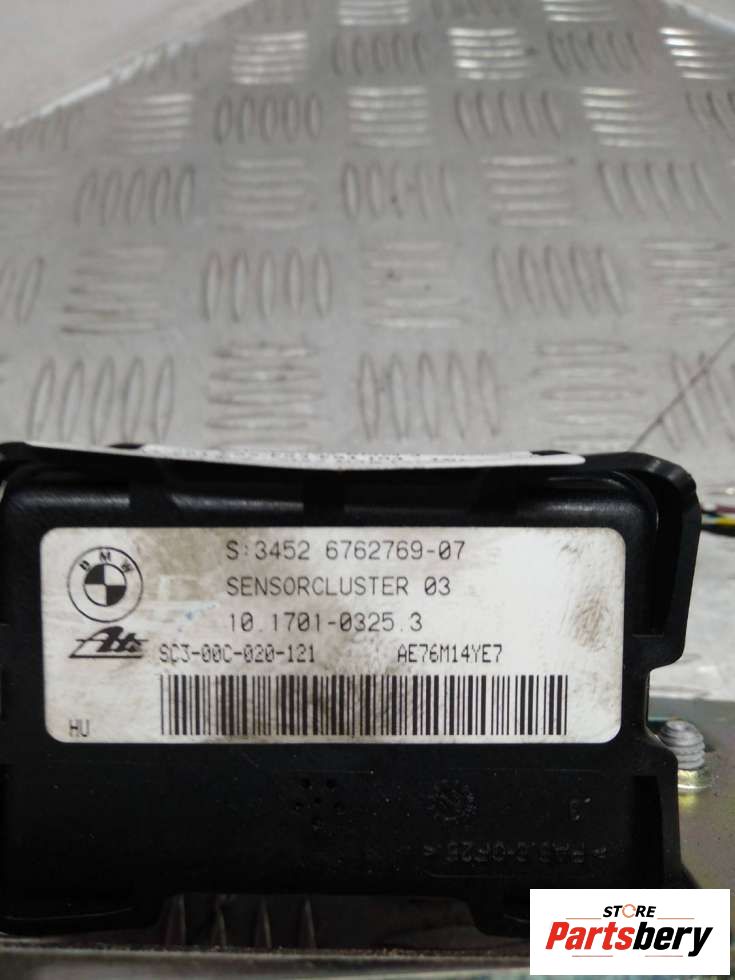 BMW
S:3452 6762769-07
SENSORCLUSTER 03
10.1701-0325.3
Ate
SC3-00C-020-121 AE76M14YE7
HU
STORE
Partsbery